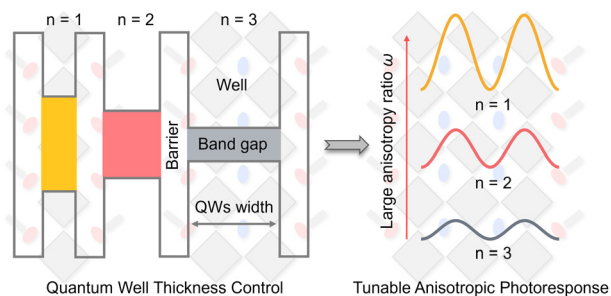 n = 1
n = 2
n = 3
Well
Barrier
Band gap
QWs width
Quantum Well Thickness Control
Large anisotropy ratio ω
n = 1
n = 2
n = 3
Tunable Anisotropic Photoresponse